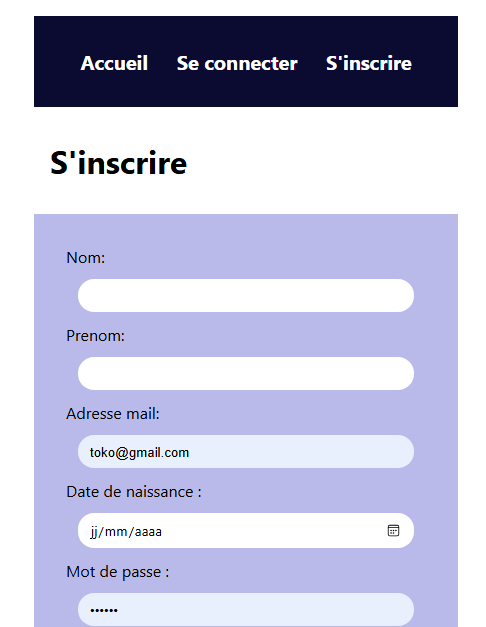 Accueil Se connecter S'inscrire
S'inscrire
Nom:
Prenom:
Adresse mail:
toko@gmail.com
Date de naissance :
jj/mm/aaaa
Mot de passe :
••••••